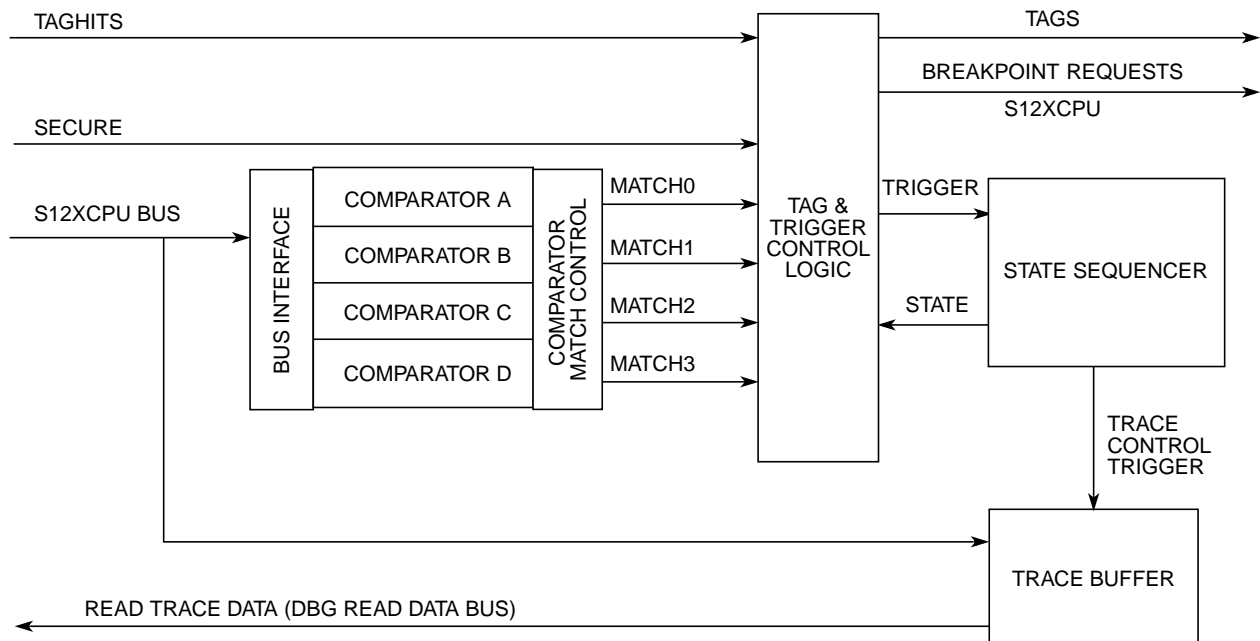 TAGHITS
TAGS
BREAKPOINT REQUESTS
S12XCPU
SECURE
S12XCPU BUS
BUS INTERFACE
COMPARATOR A
COMPARATOR B
COMPARATOR C
COMPARATOR D
COMPARATOR
MATCH CONTROL
MATCH0
MATCH1
MATCH2
MATCH3
TAG &
TRIGGER
CONTROL
LOGIC
TRIGGER
STATE
STATE SEQUENCER
TRACE
CONTROL
TRIGGER
TRACE BUFFER
READ TRACE DATA (DBG READ DATA BUS)